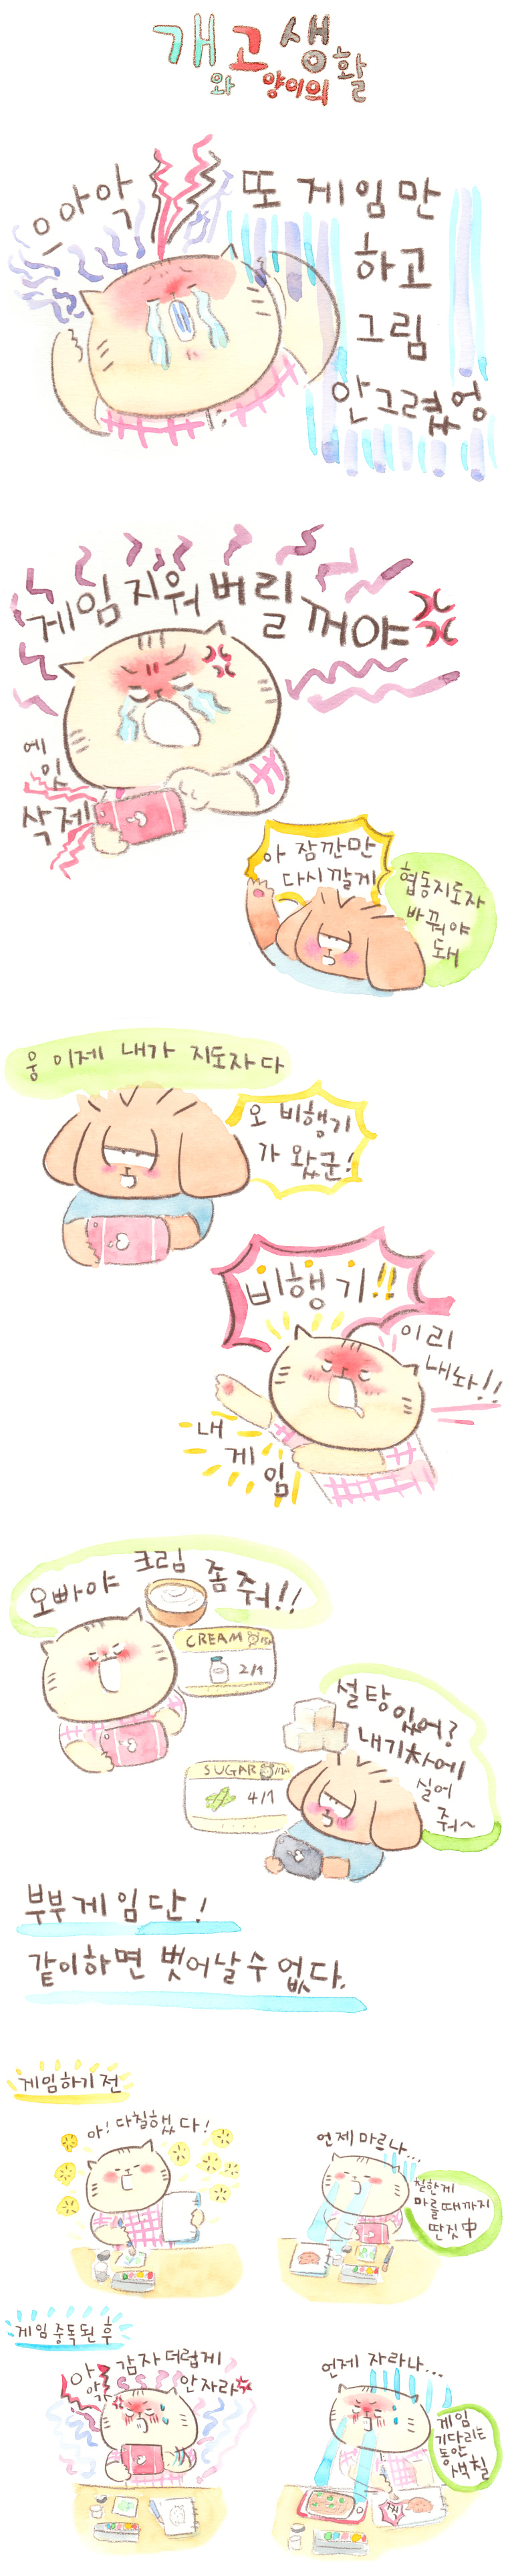 개와 고양이의 생활
으아악
또 게임만
하고
그림
안그렸엉
게임 지워버릴꺼야
에잇
삭제
아 잠깐만
다시깔게
협동지도자
바꿔야
돼
웅 이제 내가 지도자다
오 비행기
가 왔군!
비행기!!
이리
내놔!!
내
게
임
오빠야 크림 좀 줘!!
CREAM
2/1
설탕
있어?
내기차에
실어
줘~
SUGAR
4/1
부부게임단!
같이하면 벗어날수 없다.
게임하기전
아! 다칠했다!
언제 마르나...
칠한게
마를때까지
딴짓中
게임중독된후
아악
감자 더럽게
안자라
언제 자라나...
게임
기다리는
동안
색칠
찍